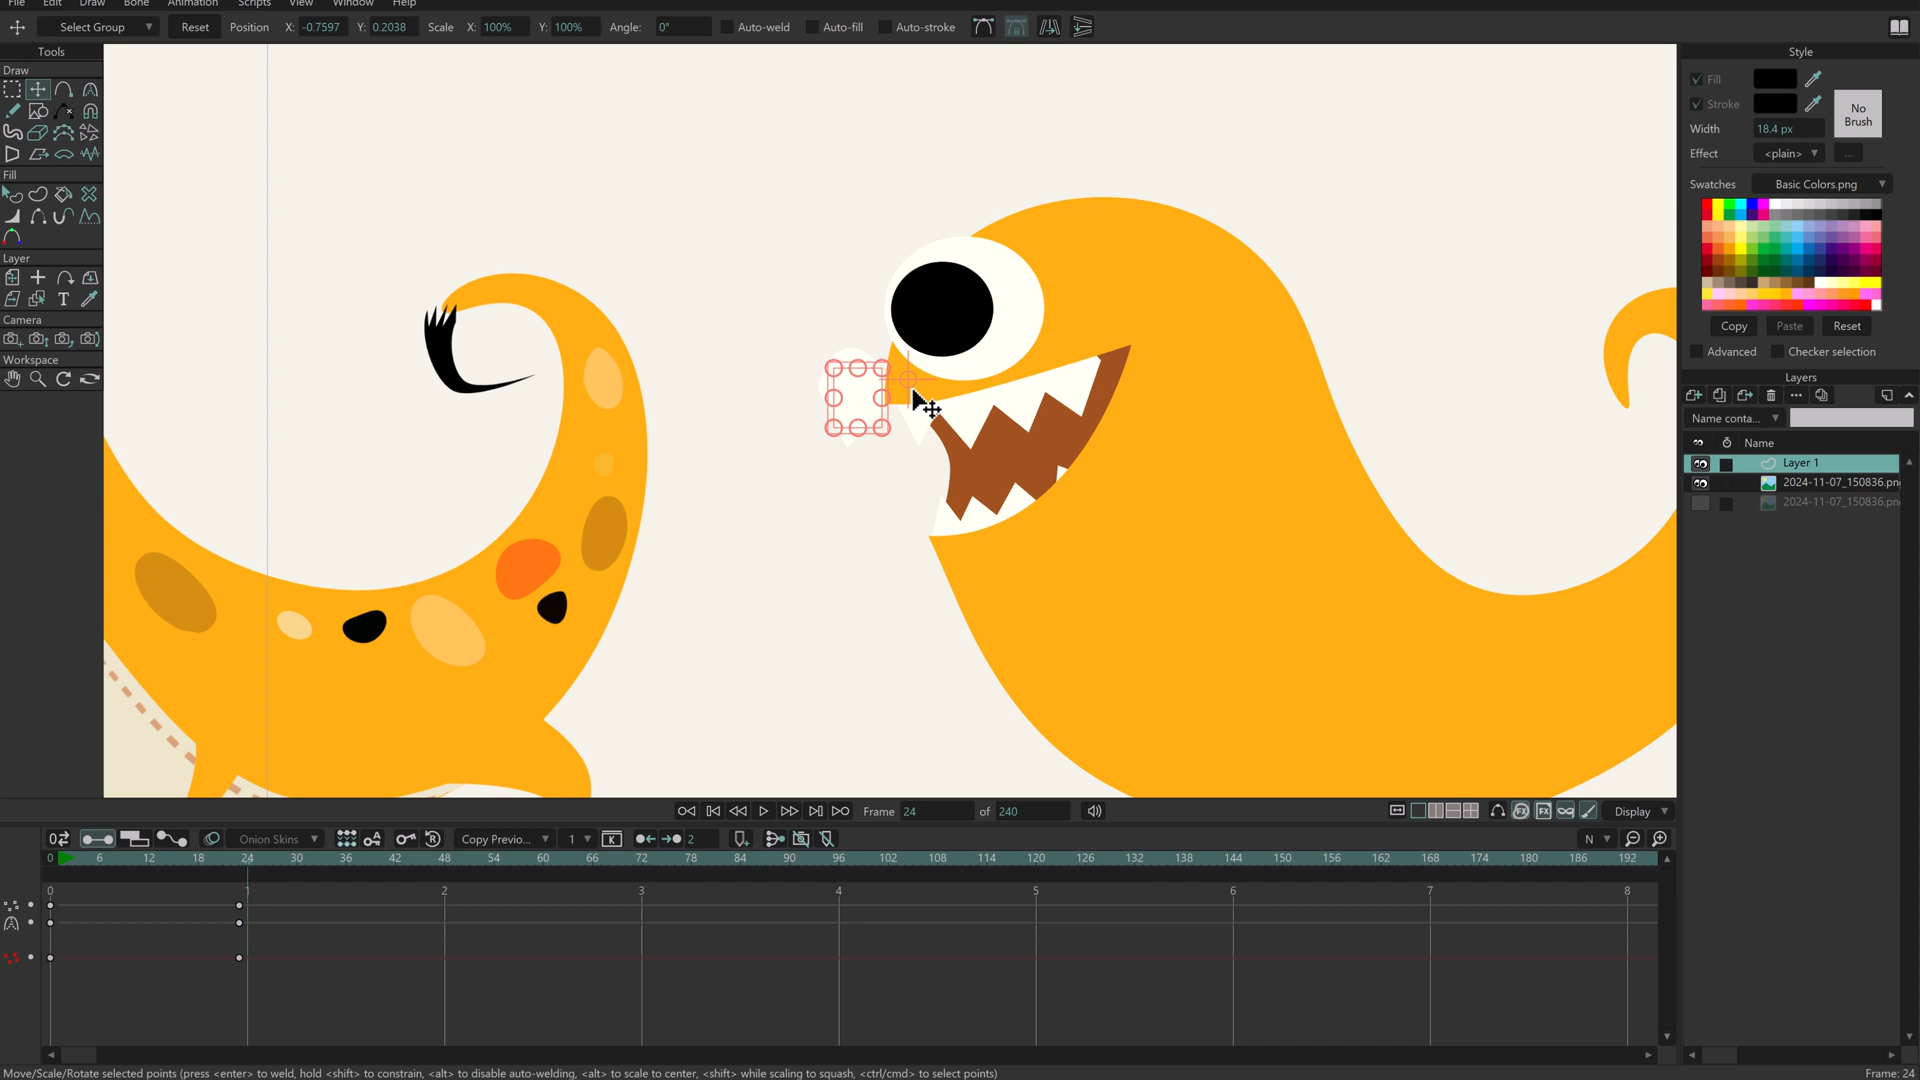 File Edit Draw Bone Animation Scripts View Window Help
Select Group Reset Position X: -0.7597 Y: 0.2038 Scale X: 100% Y: 100% Angle: 0° Auto-weld Auto-fill Auto-stroke
Tools
Draw
Fill
Layer
Camera
Workspace
Style
Fill
Stroke
No
Brush
Width 18.4 px
Effect <plain> ...
Swatches Basic Colors.png
Copy Paste Reset
Advanced Checker selection
Layers
Name conta...
Name
Layer 1
2024-11-07_150836.pn
2024-11-07_150836.pn
Frame 24 of 240 Display
Onion Skins Copy Previo... 1 2 N
0 6 12 18 24 30 36 42 48 54 60 66 72 78 84 90 96 102 108 114 120 126 132 138 144 150 156 162 168 174 180 186 192
0 1 2 3 4 5 6 7 8
Move/Scale/Rotate selected points (press <enter> to weld, hold <shift> to constrain, <alt> to disable auto-welding, <alt> to scale to center, <shift> while scaling to squash, <ctrl/cmd> to select points) Frame: 24